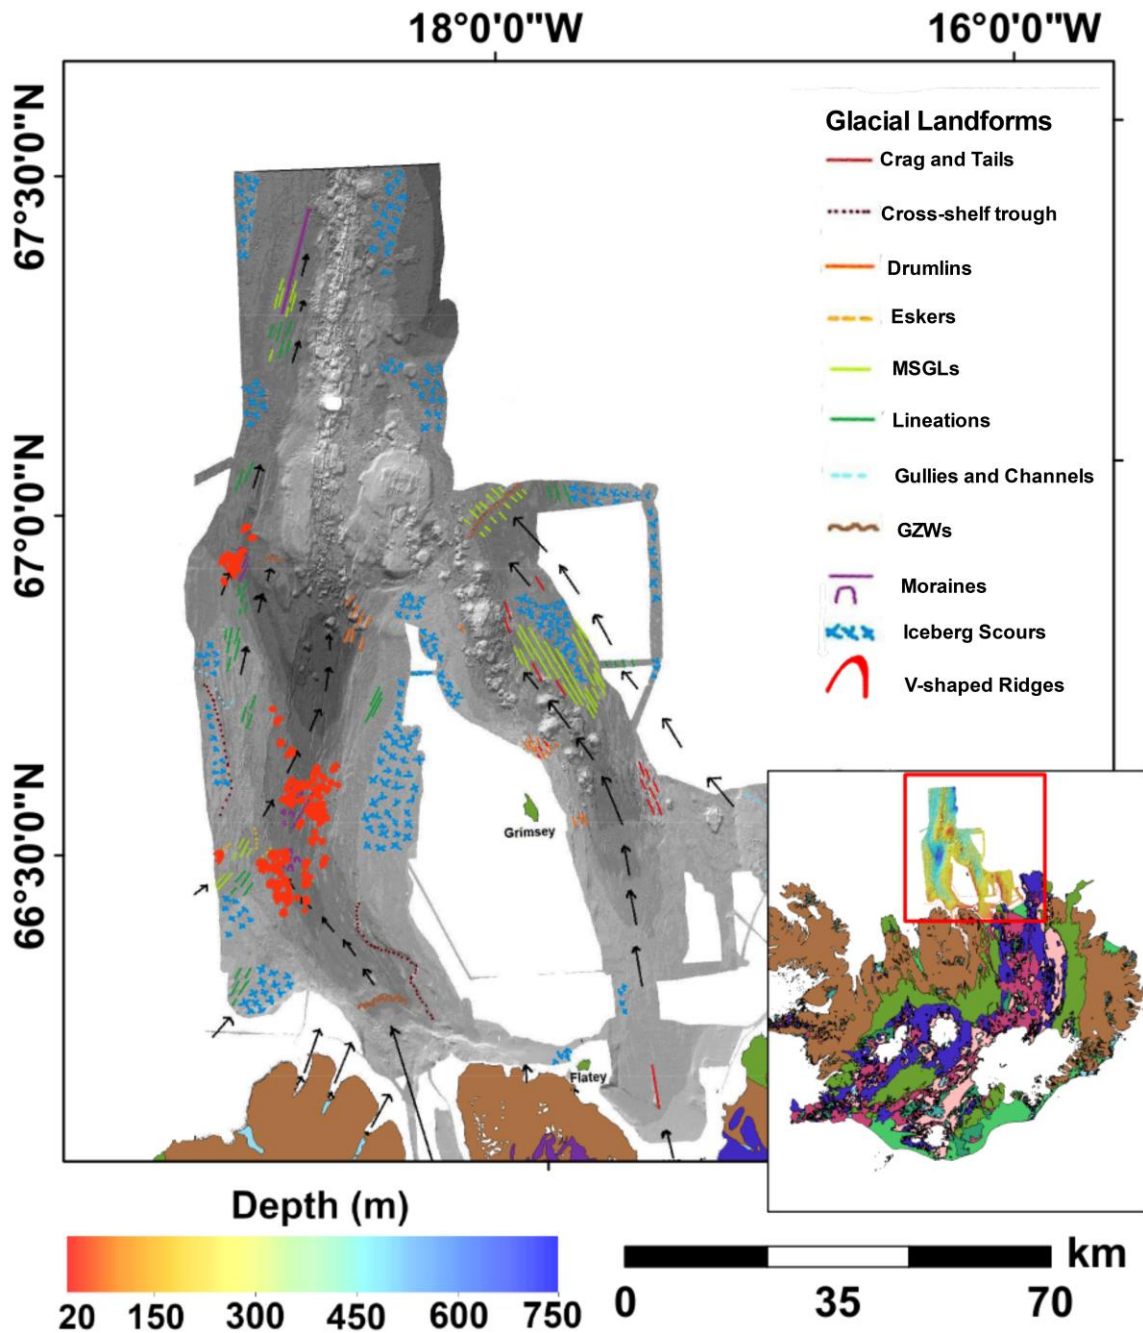 18°0'0"W
16°0'0"W
67°30'0"N
67°0'0"N
66°30'0"N
Glacial Landforms
Crag and Tails
Cross-shelf trough
Drumlins
Eskers
MSGLs
Lineations
Gullies and Channels
GZWs
Moraines
Iceberg Scours
V-shaped Ridges
Grimsey
Flatey
Depth (m)
20 150 300 450 600 750
km
0 35 70